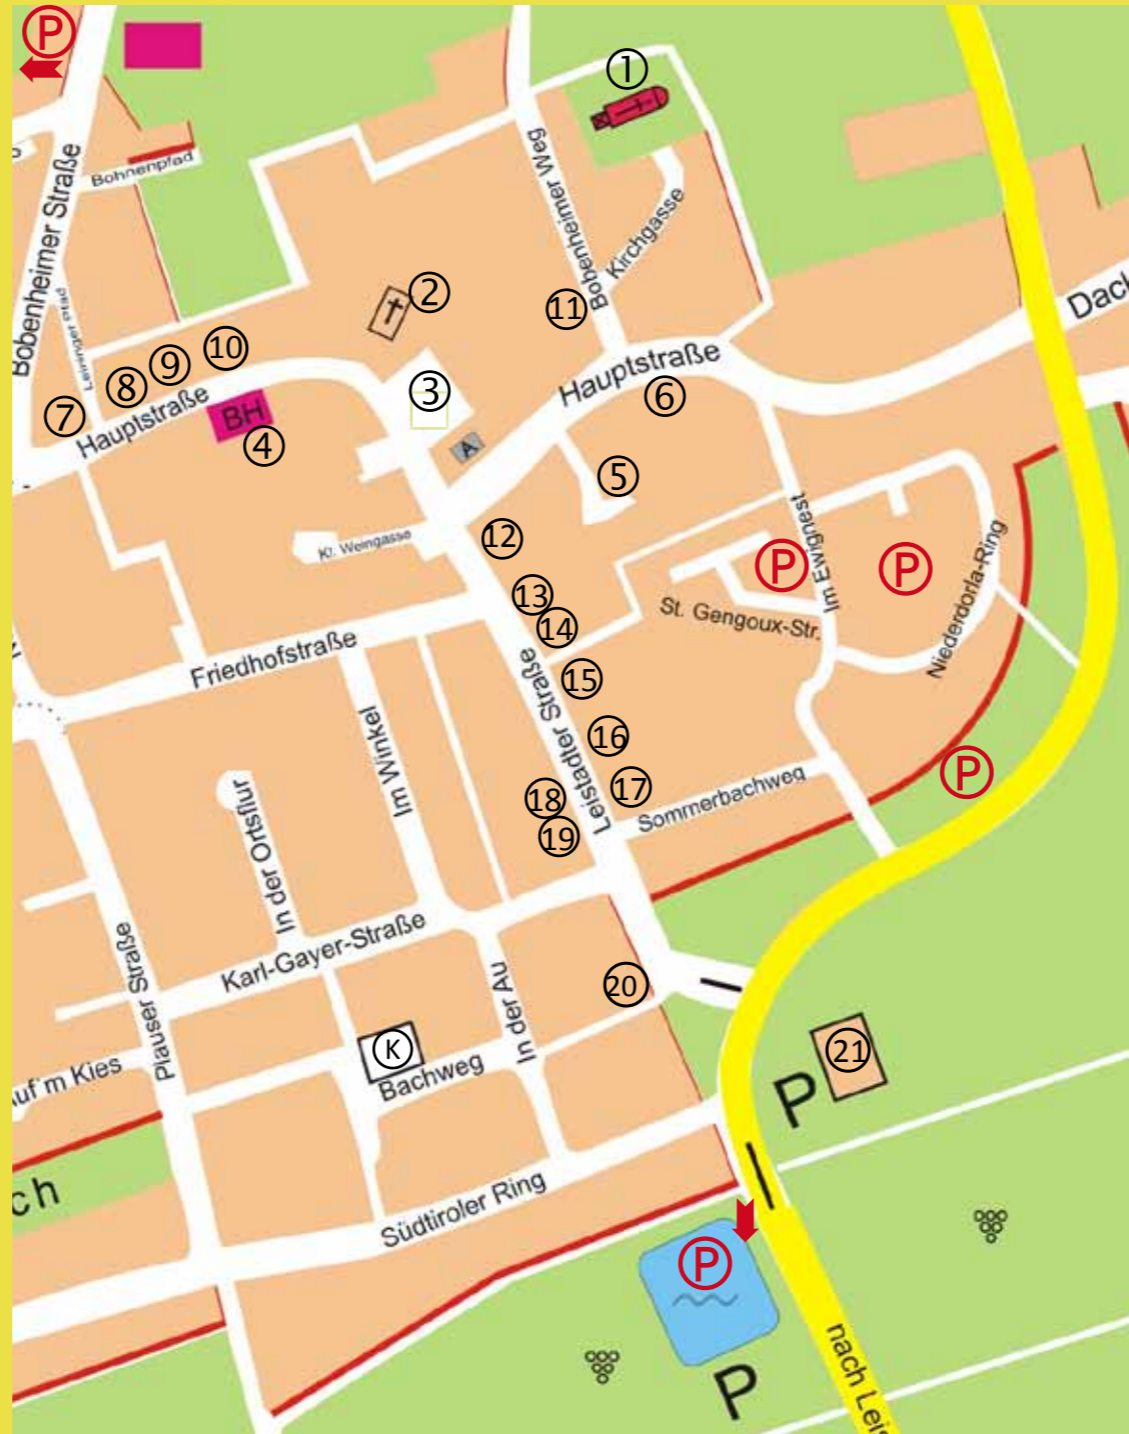 P
1
Bohnenpfad
Bobenheimer Straße
Bobenheimer Weg
Kirchgasse
2
11
Leininger Pfad
10
9
8
7
Hauptstraße
BH
4
3
A
Hauptstraße
6
Dack
5
12
Kl. Weingasse
13
14
Im Ewignest
P
P
St. Gengoux-Str.
Niederdorla-Ring
Friedhofstraße
Leistadter Straße
15
16
17
18
19
Sommerbachweg
P
Im Winkel
In der Ortsflur
Karl-Gayer-Straße
Plauser Straße
In der Au
20
K
Bachweg
uf'm Kies
21
P
ch
Südtiroler Ring
P
P
nach Leis